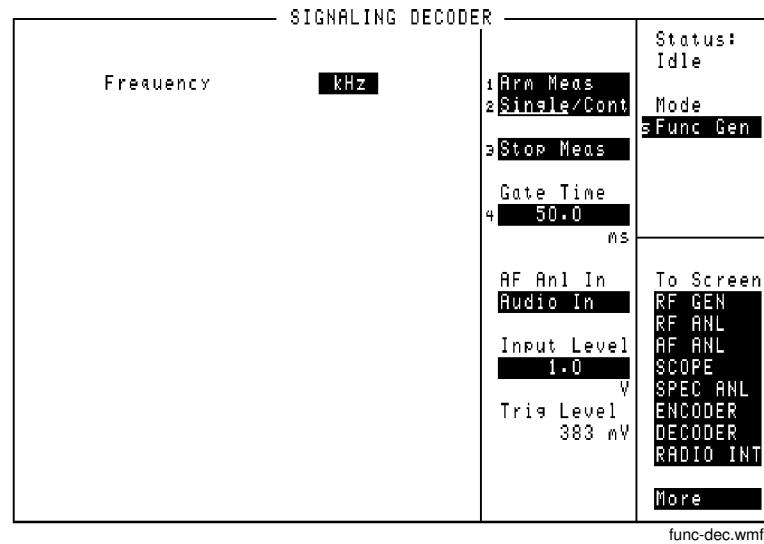 SIGNALING DECODER
Frequency kHz
1 Arm Meas
2 Single/Cont
3 Stop Meas
Gate Time
4 50.0
ms
AF Anl In
Audio In
Input Level
1.0
V
Trig Level
383 mV
Status:
Idle
Mode
5 Func Gen
To Screen
RF GEN
RF ANL
AF ANL
SCOPE
SPEC ANL
ENCODER
DECODER
RADIO INT
More
func-dec.wmf